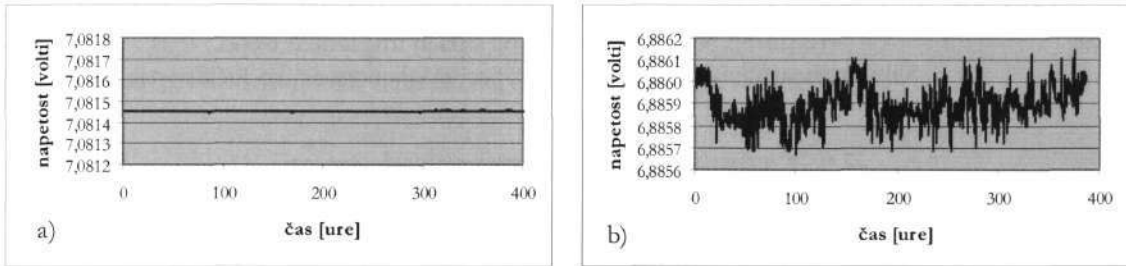 napetost [volti]
7,0818
7,0817
7,0816
7,0815
7,0814
7,0813
7,0812
0 100 200 300 400
čas [ure]
a)
napetost [volti]
6,8862
6,8861
6,8860
6,8859
6,8858
6,8857
6,8856
0 100 200 300 400
čas [ure]
b)